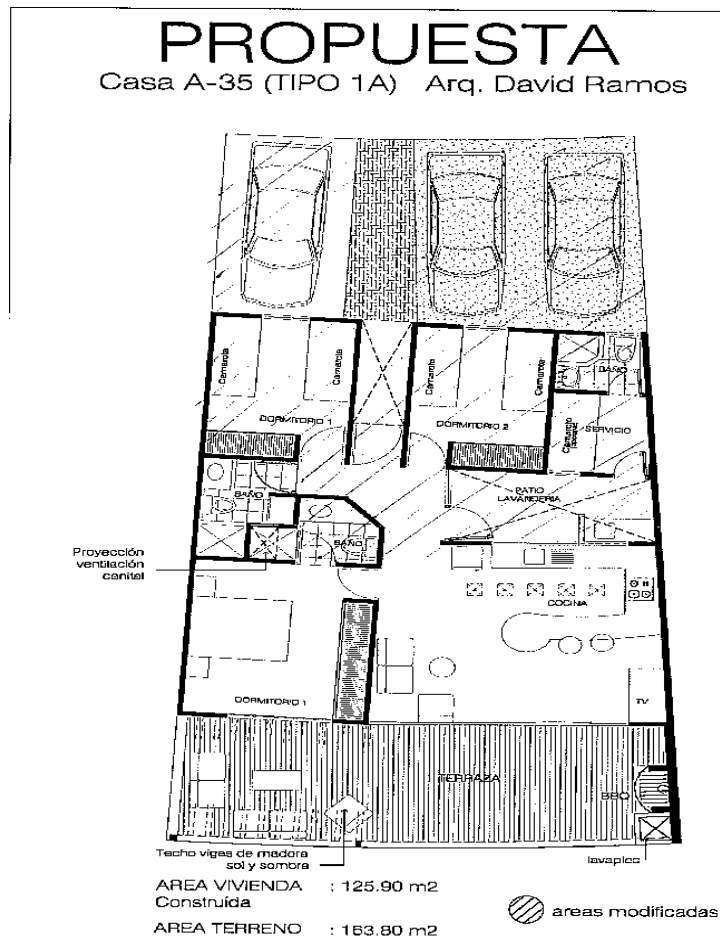 PROPUESTA
Casa A-35 (TIPO 1A) Arq. David Ramos
Camarote
Camarote
Camarote
Camarote
BAÑO
DORMITORIO 1
DORMITORIO 2
Camarote
SERVICIO
BAÑO
PATIO
LAVANDERIA
BAÑO
Proyección
ventilación
cenital
COCINA
DORMITORIO 1
TV
TERRAZA
BBQ
Techo vigas de madera
sol y sombra
lavapies
AREA VIVIENDA : 125.90 m2
Construída
areas modificadas
AREA TERRENO : 163.80 m2